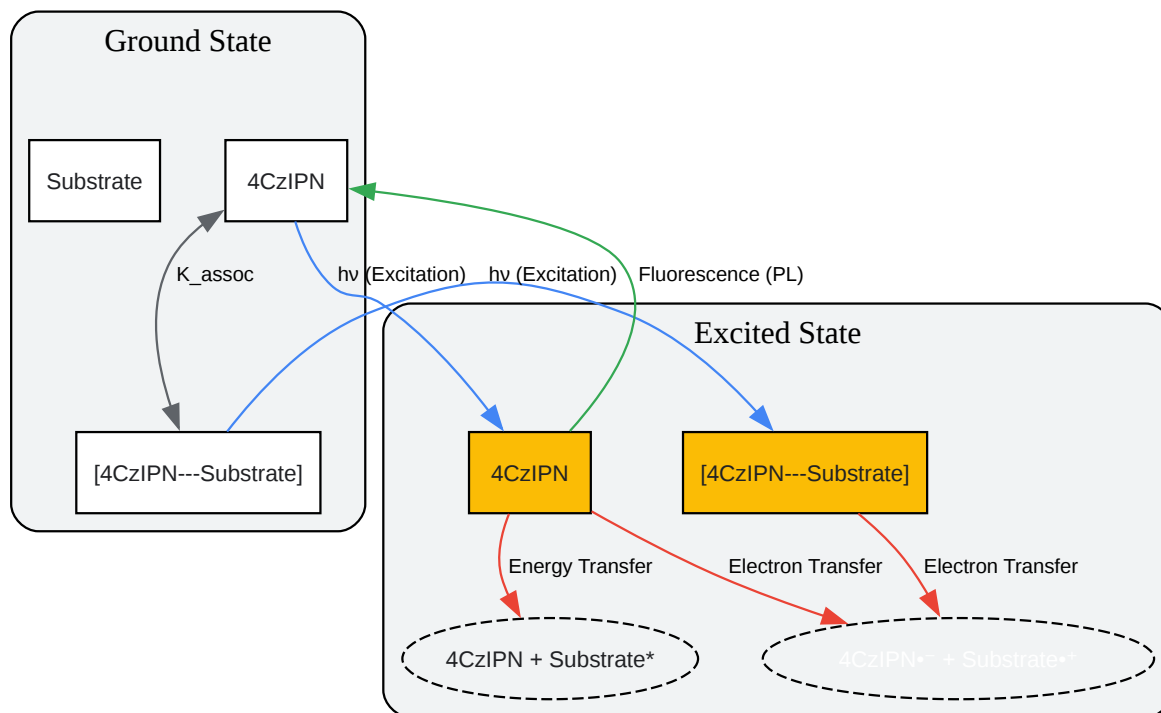 Ground State
Substrate
4CzIPN
K_assoc
hν (Excitation)
hν (Excitation)
Fluorescence (PL)
Excited State
[4CzIPN---Substrate]
4CzIPN
[4CzIPN---Substrate]
Energy Transfer
Electron Transfer
Electron Transfer
4CzIPN + Substrate*
4CzIPN•⁻ + Substrate•⁺